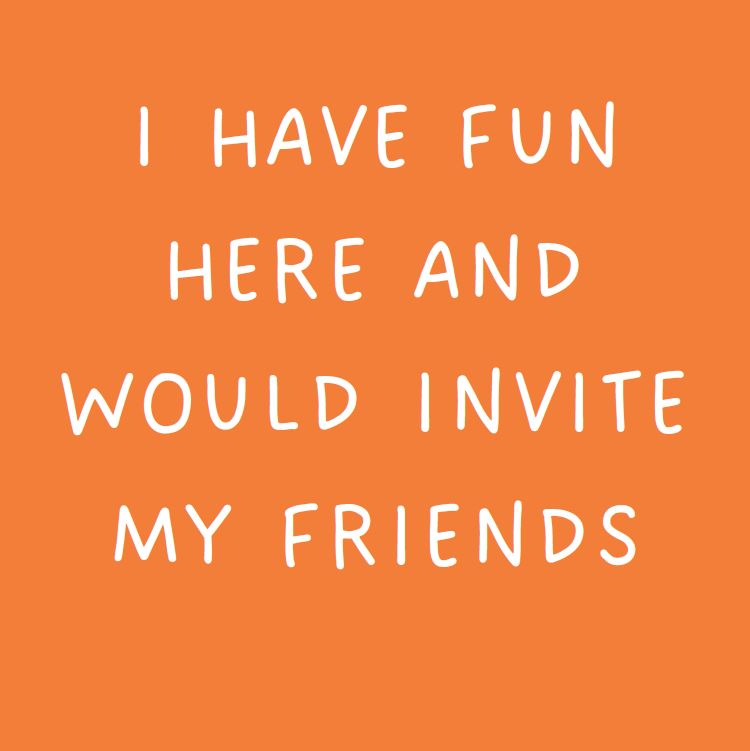 I HAVE FUN
HERE AND
WOULD INVITE
MY FRIENDS